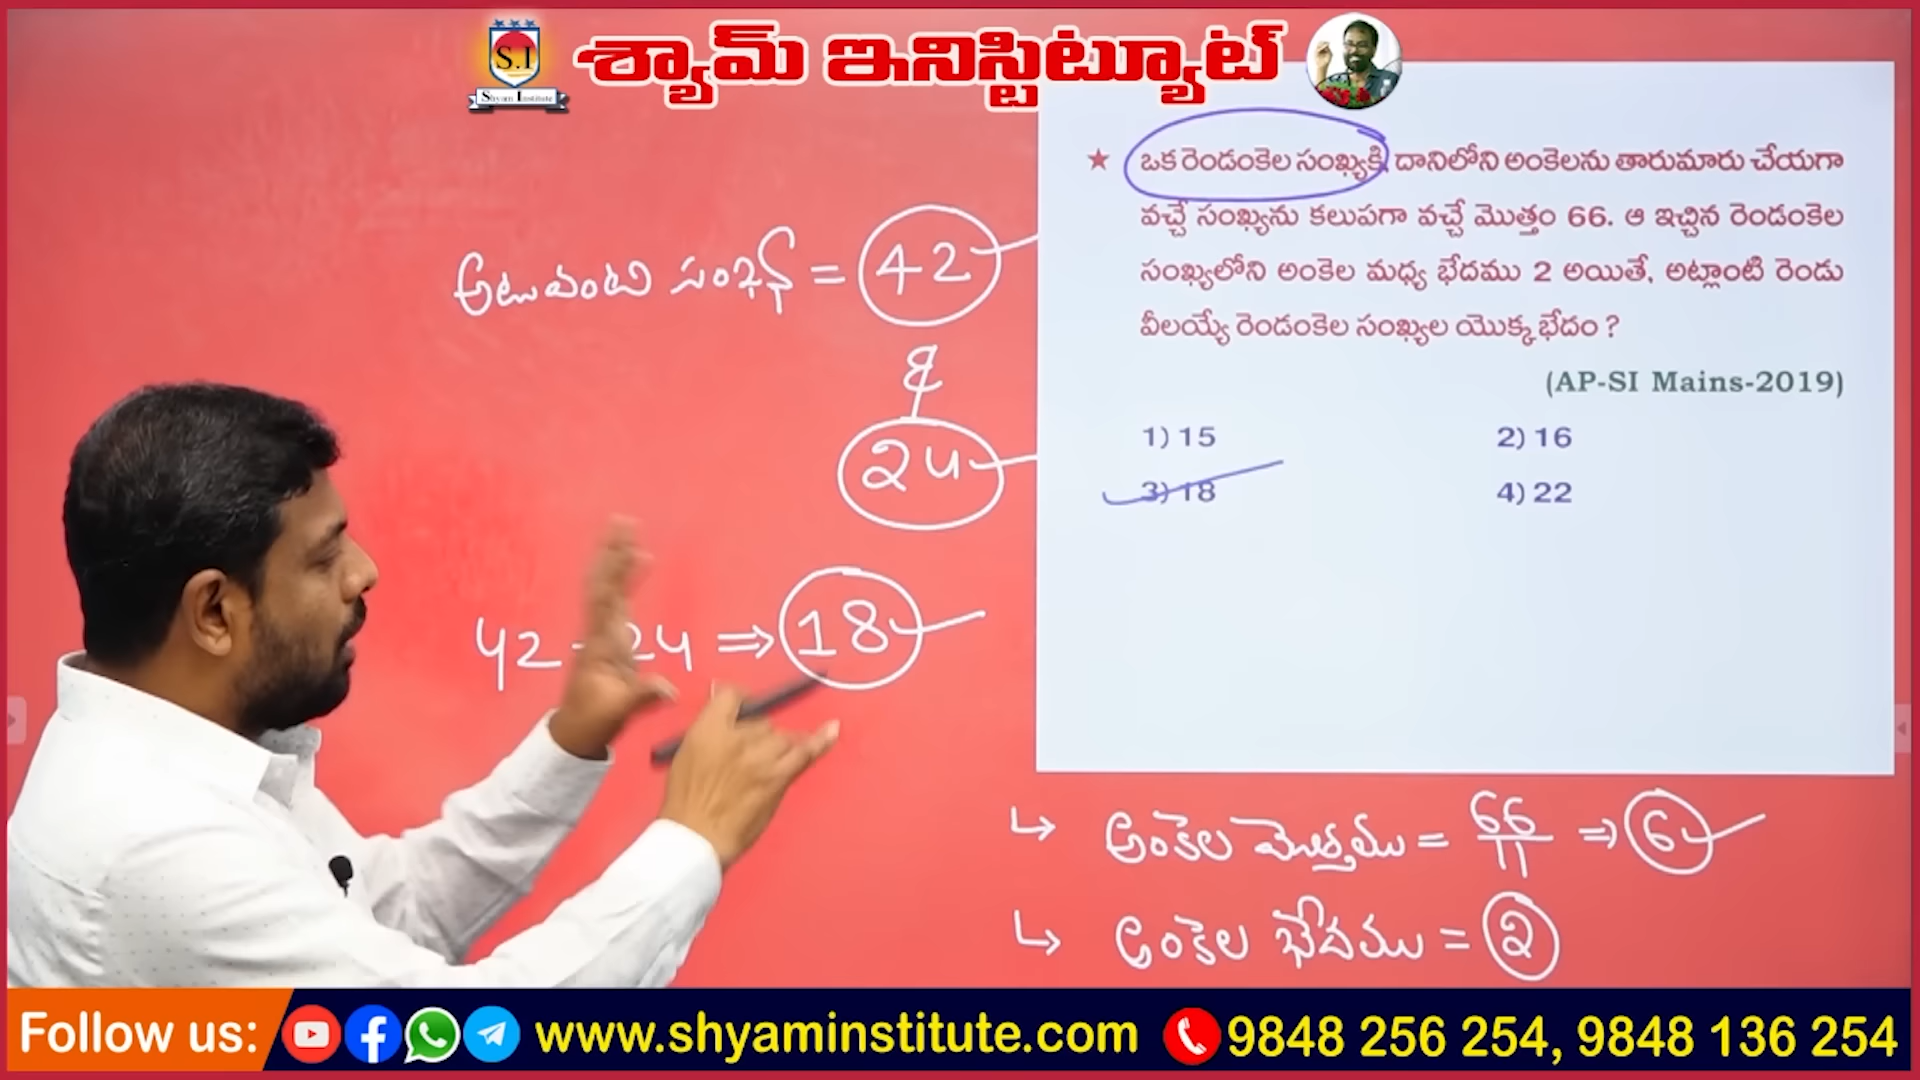 S.I
Shyam Institute
శ్యామ్ ఇనిస్టిట్యూట్
★ ఒక రెండంకెల సంఖ్యకి, దానిలోని అంకెలను తారుమారు చేయగా
వచ్చే సంఖ్యను కలుపగా వచ్చే మొత్తం 66. ఆ ఇచ్చిన రెండంకెల
సంఖ్యలోని అంకెల మధ్య భేదము 2 అయితే, అట్లాంటి రెండు
వీలయ్యే రెండంకెల సంఖ్యల యొక్క భేదం ?
(AP-SI Mains-2019)
1) 15 2) 16
3) 18 4) 22
అటువంటి సంఖ్య = 42
&
24
42 - 24 ⇒ 18
↳ అంకెల మొత్తము = 66/11 ⇒ 6
↳ అంకెల భేదము = 2
Follow us: www.shyaminstitute.com 9848 256 254, 9848 136 254